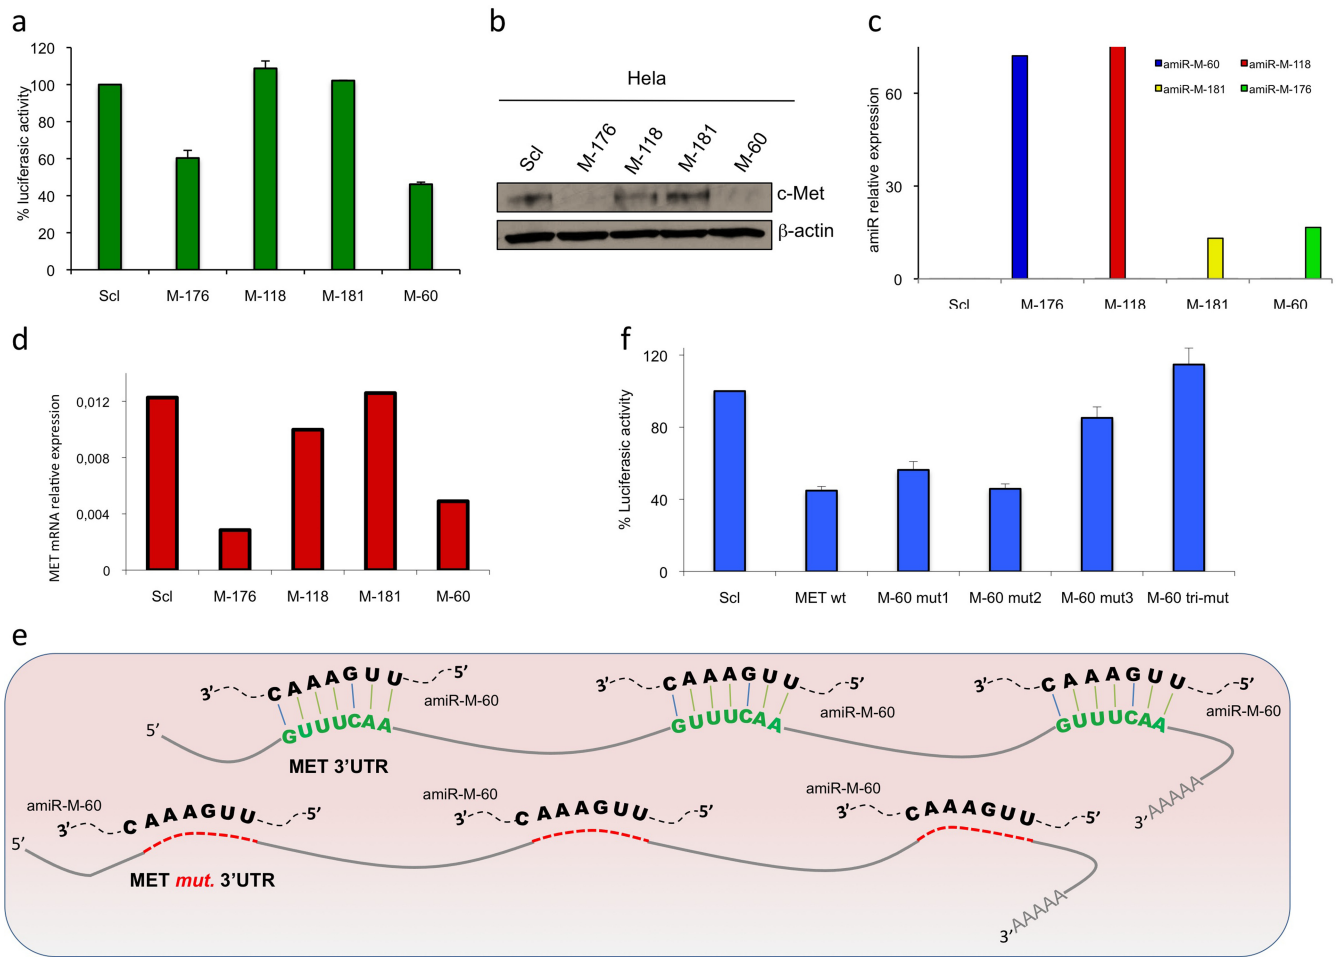 a
120
100
80
60
40
20
0
% luciferasic activity
Scl M-176 M-118 M-181 M-60
b
Hela
Scl M-176 M-118 M-181 M-60
c-Met
β-actin
c
60
30
0
amiR relative expression
amiR-M-60 amiR-M-118
amiR-M-181 amiR-M-176
Scl M-176 M-118 M-181 M-60
d
0,012
0,008
0,004
0
MET mRNA relative expression
Scl M-176 M-118 M-181 M-60
f
120
80
40
0
% Luciferasic activity
Scl MET wt M-60 mut1 M-60 mut2 M-60 mut3 M-60 tri-mut
e
3’ CAAAGUU 5’ 3’ CAAAGUU 5’ 3’ CAAAGUU 5’
amiR-M-60 amiR-M-60 amiR-M-60
5’ GUUUCAA GUUUCAA GUUUCAA
MET 3’UTR
3’AAAAA
amiR-M-60 amiR-M-60 amiR-M-60
3’ CAAAGUU 5’ 3’ CAAAGUU 5’ 3’ CAAAGUU 5’
5’
MET mut. 3’UTR
3’AAAAA